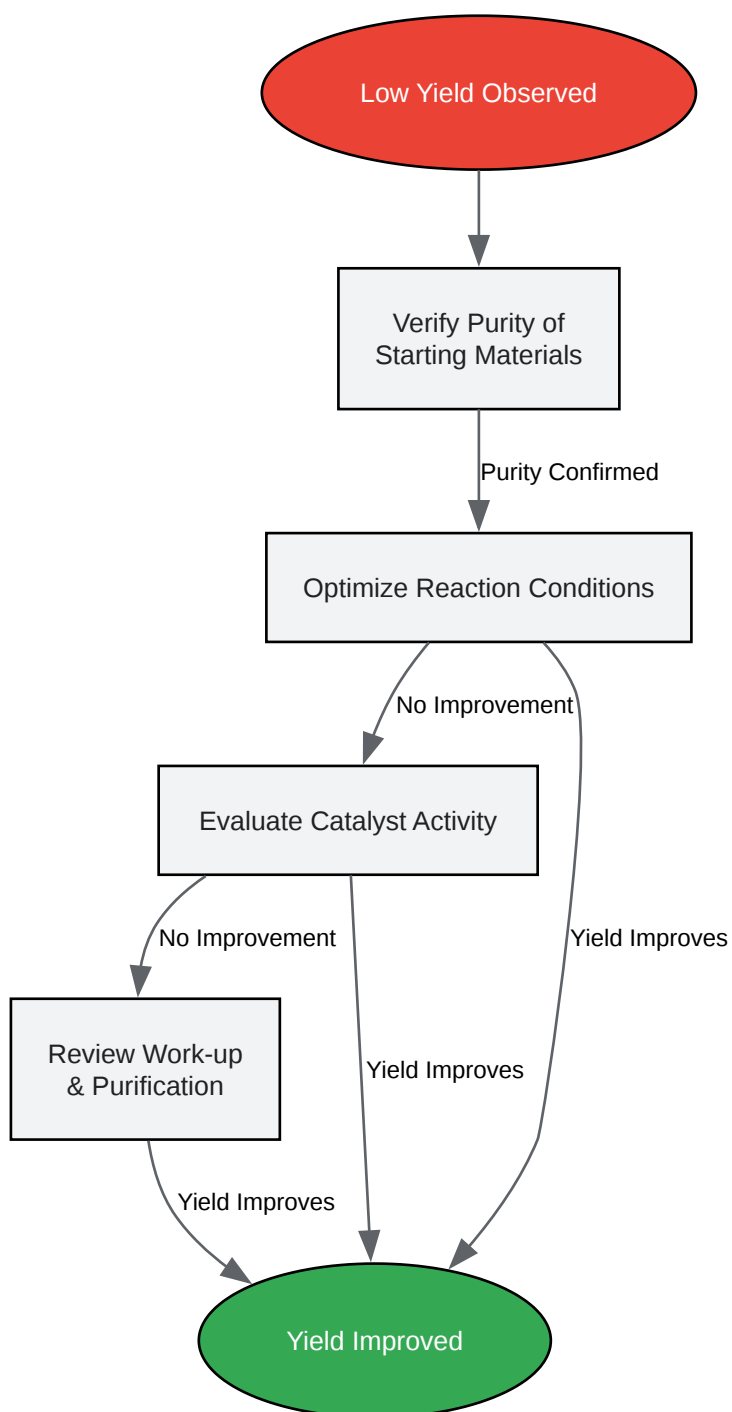 Low Yield Observed
Verify Purity of
Starting Materials
Purity Confirmed
Optimize Reaction Conditions
No Improvement
Evaluate Catalyst Activity
No Improvement
Yield Improves
Review Work-up
& Purification
Yield Improves
Yield Improves
Yield Improved